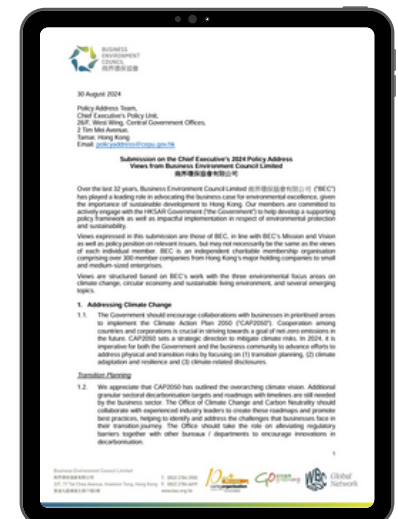 BUSINESS
ENVIRONMENT
COUNCIL
商界環保協會
30 August 2024
Policy Address Team,
Chief Executive's Policy Unit,
26/F, West Wing, Central Government Offices,
2 Tim Mei Avenue,
Tamar, Hong Kong
Email: policyaddress@cepu.gov.hk
Submission on the Chief Executive's 2024 Policy Address
Views from Business Environment Council Limited
商界環保協會有限公司
Over the last 32 years, Business Environment Council Limited 商界環保協會有限公司 ("BEC")
has played a leading role in advocating the business case for environmental excellence, given
the importance of sustainable development to Hong Kong. Our members are committed to
actively engage with the HKSAR Government ("the Government") to help develop a supporting
policy framework as well as impactful implementation in respect of environmental protection
and sustainability.
Views expressed in this submission are those of BEC, in line with BEC's Mission and Vision
as well as policy position on relevant issues, but may not necessarily be the same as the views
of each individual member. BEC is an independent charitable membership organisation
comprising over 300 member companies from Hong Kong's major holding companies to small
and medium-sized enterprises.
Views are structured based on BEC's work with the three environmental focus areas on
climate change, circular economy and sustainable living environment, and several emerging
topics.
1. Addressing Climate Change
1.1. The Government should encourage collaborations with businesses in prioritised areas
to implement the Climate Action Plan 2050 ("CAP2050"). Cooperation among
countries and corporations is crucial in striving towards a goal of net-zero emissions in
the future. CAP2050 sets a strategic direction to mitigate climate risks. In 2024, it is
imperative for both the Government and the business community to advance efforts to
address physical and transition risks by focusing on (1) transition planning, (2) climate
adaptation and resilience and (3) climate-related disclosures.
Transition Planning
1.2. We appreciate that CAP2050 has outlined the overarching climate vision. Additional
granular sectoral decarbonisation targets and roadmaps with timelines are still needed
by the business sector. The Office of Climate Change and Carbon Neutrality should
collaborate with experienced industry leaders to create these roadmaps and promote
best practices, helping to identify and address the challenges that businesses face in
their transition journey. The Office should take the role on alleviating regulatory
barriers together with other bureaux / departments to encourage innovations in
decarbonisation.
1
Business Environment Council Limited
商界環保協會有限公司
2/F, 77 Tat Chee Avenue, Kowloon Tong, Hong Kong
Global
Network